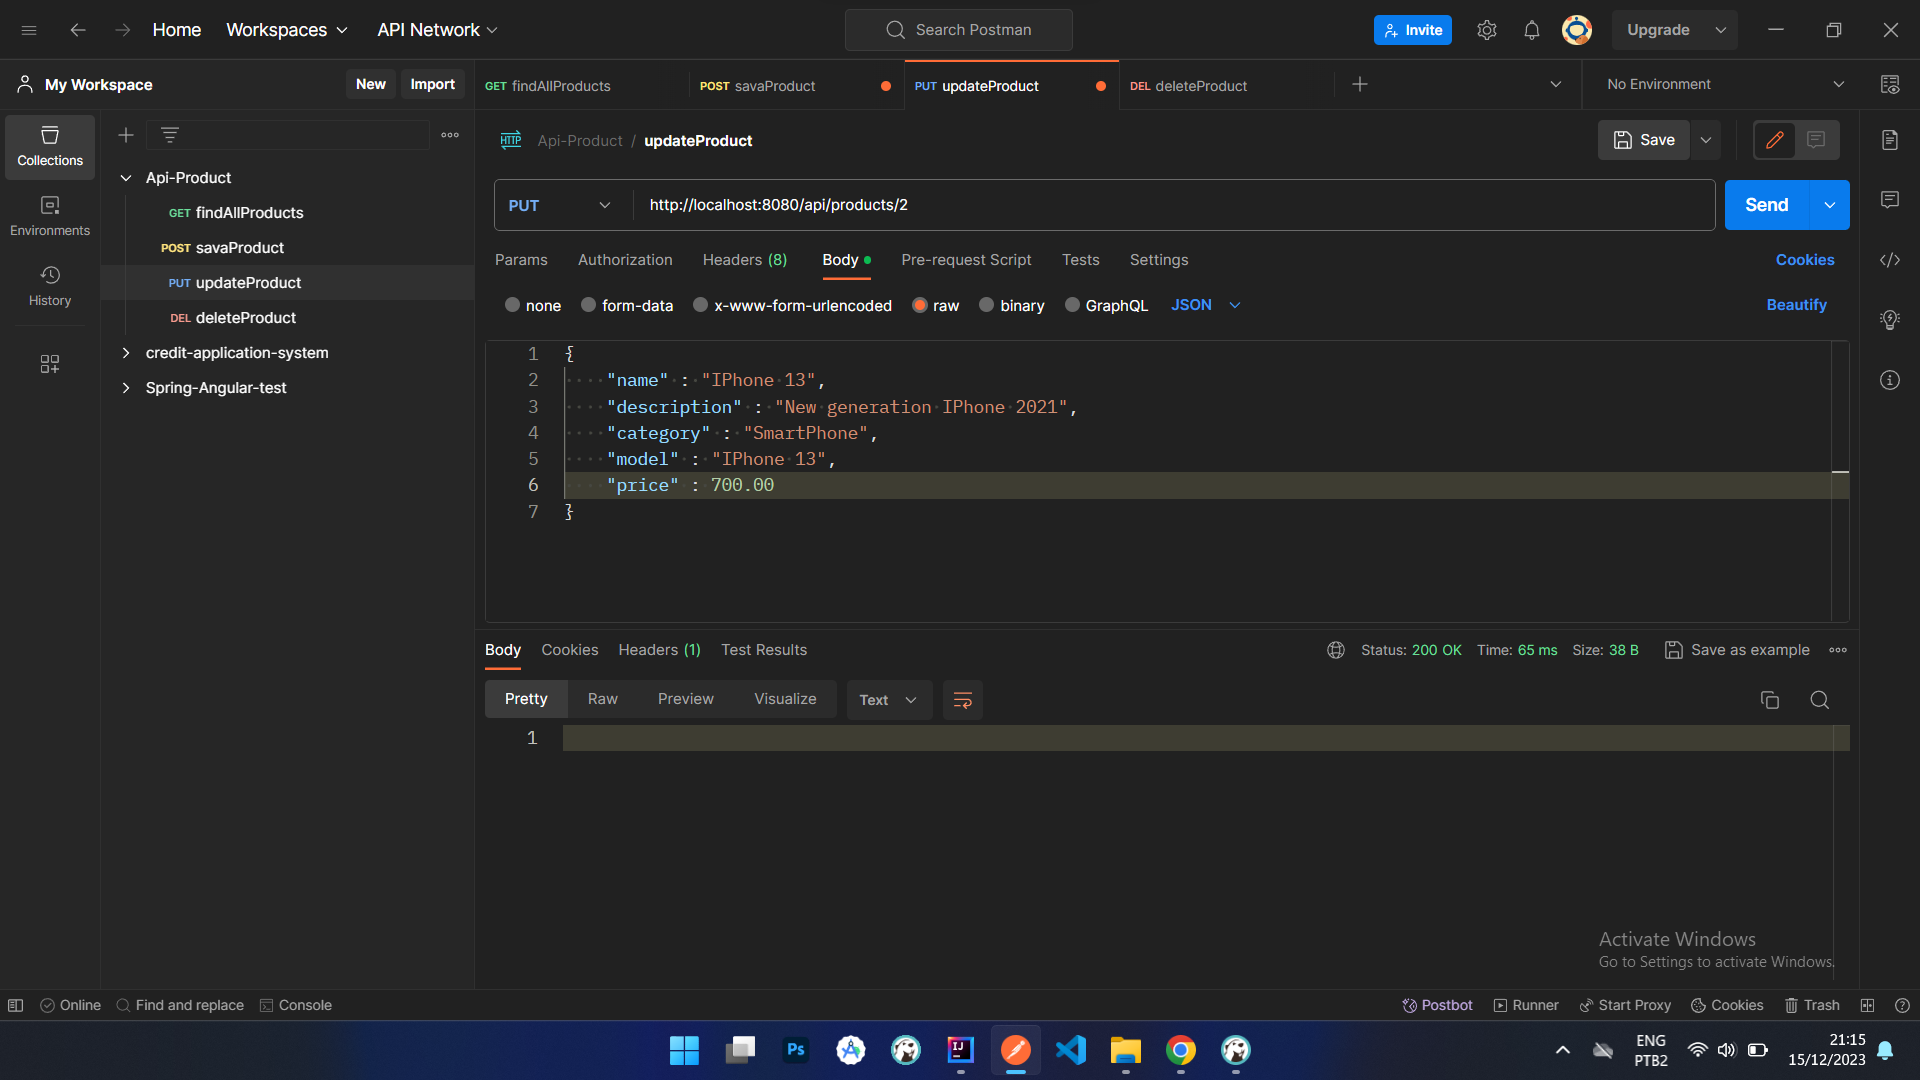 Home Workspaces API Network Search Postman Invite Upgrade
My Workspace New Import GET findAllProducts POST savaProduct PUT updateProduct DEL deleteProduct No Environment
Collections
Environments
History
Api-Product
GET findAllProducts
POST savaProduct
PUT updateProduct
DEL deleteProduct
credit-application-system
Spring-Angular-test
HTTP Api-Product / updateProduct Save
PUT http://localhost:8080/api/products/2 Send
Params Authorization Headers (8) Body Pre-request Script Tests Settings Cookies
none form-data x-www-form-urlencoded raw binary GraphQL JSON Beautify
1 {
2 "name" : "IPhone 13",
3 "description" : "New generation IPhone 2021",
4 "category" : "SmartPhone",
5 "model" : "IPhone 13",
6 "price" : 700.00
7 }
Body Cookies Headers (1) Test Results Status: 200 OK Time: 65 ms Size: 38 B Save as example
Pretty Raw Preview Visualize Text
1
Activate Windows
Go to Settings to activate Windows.
Online Find and replace Console Postbot Runner Start Proxy Cookies Trash
Ps IJ ENG PTB2 21:15 15/12/2023